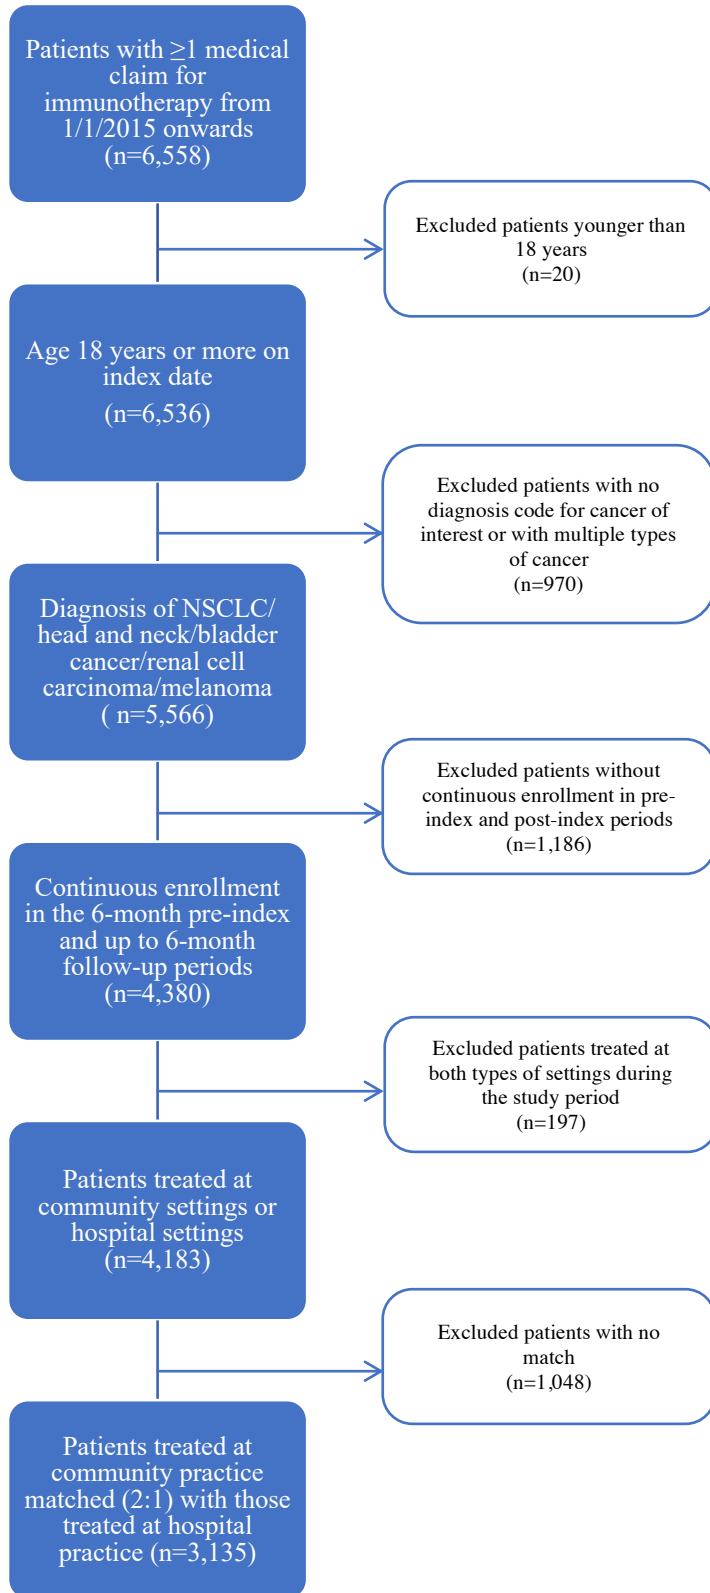 Patients with ≥1 medical
claim for
immunotherapy from
1/1/2015 onwards
(n=6,558)
Excluded patients younger than
18 years
(n=20)
Age 18 years or more on
index date
(n=6,536)
Excluded patients with no
diagnosis code for cancer of
interest or with multiple types
of cancer
(n=970)
Diagnosis of NSCLC/
head and neck/bladder
cancer/renal cell
carcinoma/melanoma
( n=5,566)
Excluded patients without
continuous enrollment in pre-
index and post-index periods
(n=1,186)
Continuous enrollment
in the 6-month pre-index
and up to 6-month
follow-up periods
(n=4,380)
Excluded patients treated at
both types of settings during
the study period
(n=197)
Patients treated at
community settings or
hospital settings
(n=4,183)
Excluded patients with no
match
(n=1,048)
Patients treated at
community practice
matched (2:1) with those
treated at hospital
practice (n=3,135)